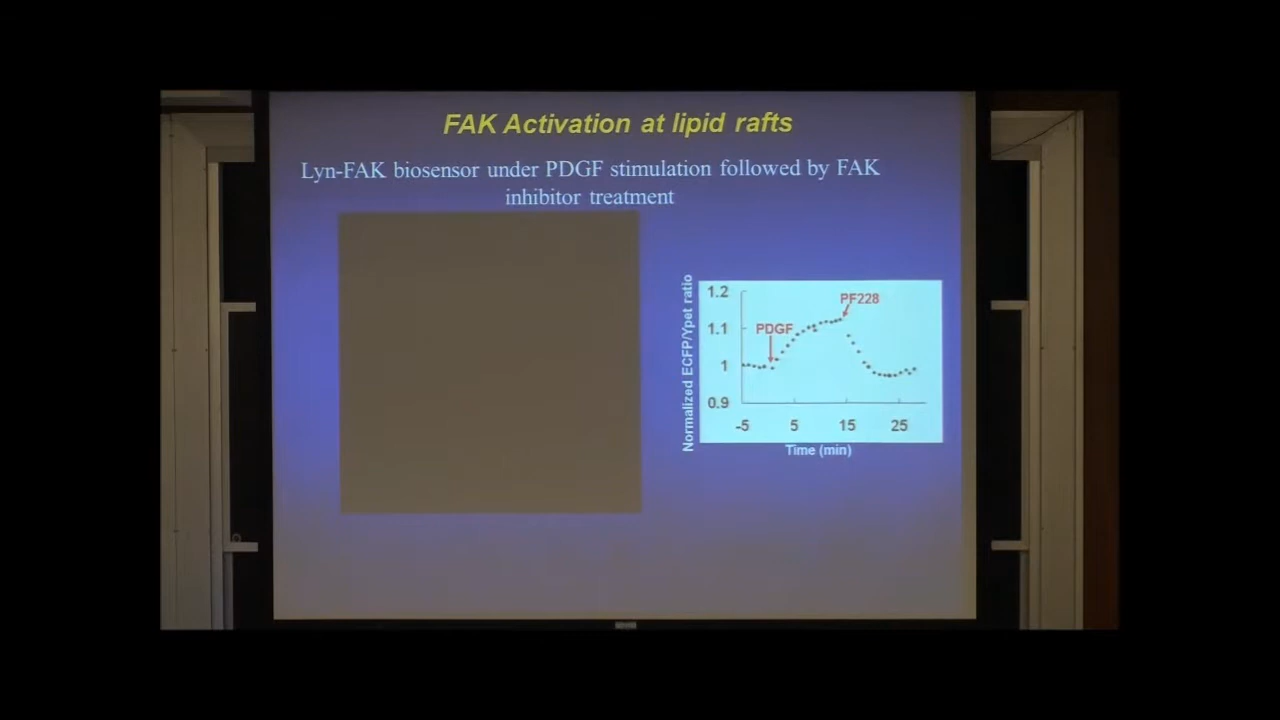 FAK Activation at lipid rafts
Lyn-FAK biosensor under PDGF stimulation followed by FAK
inhibitor treatment
Normalized ECFP/Ypet ratio
1.2
1.1
1
0.9
PDGF
PF228
-5 5 15 25
Time (min)